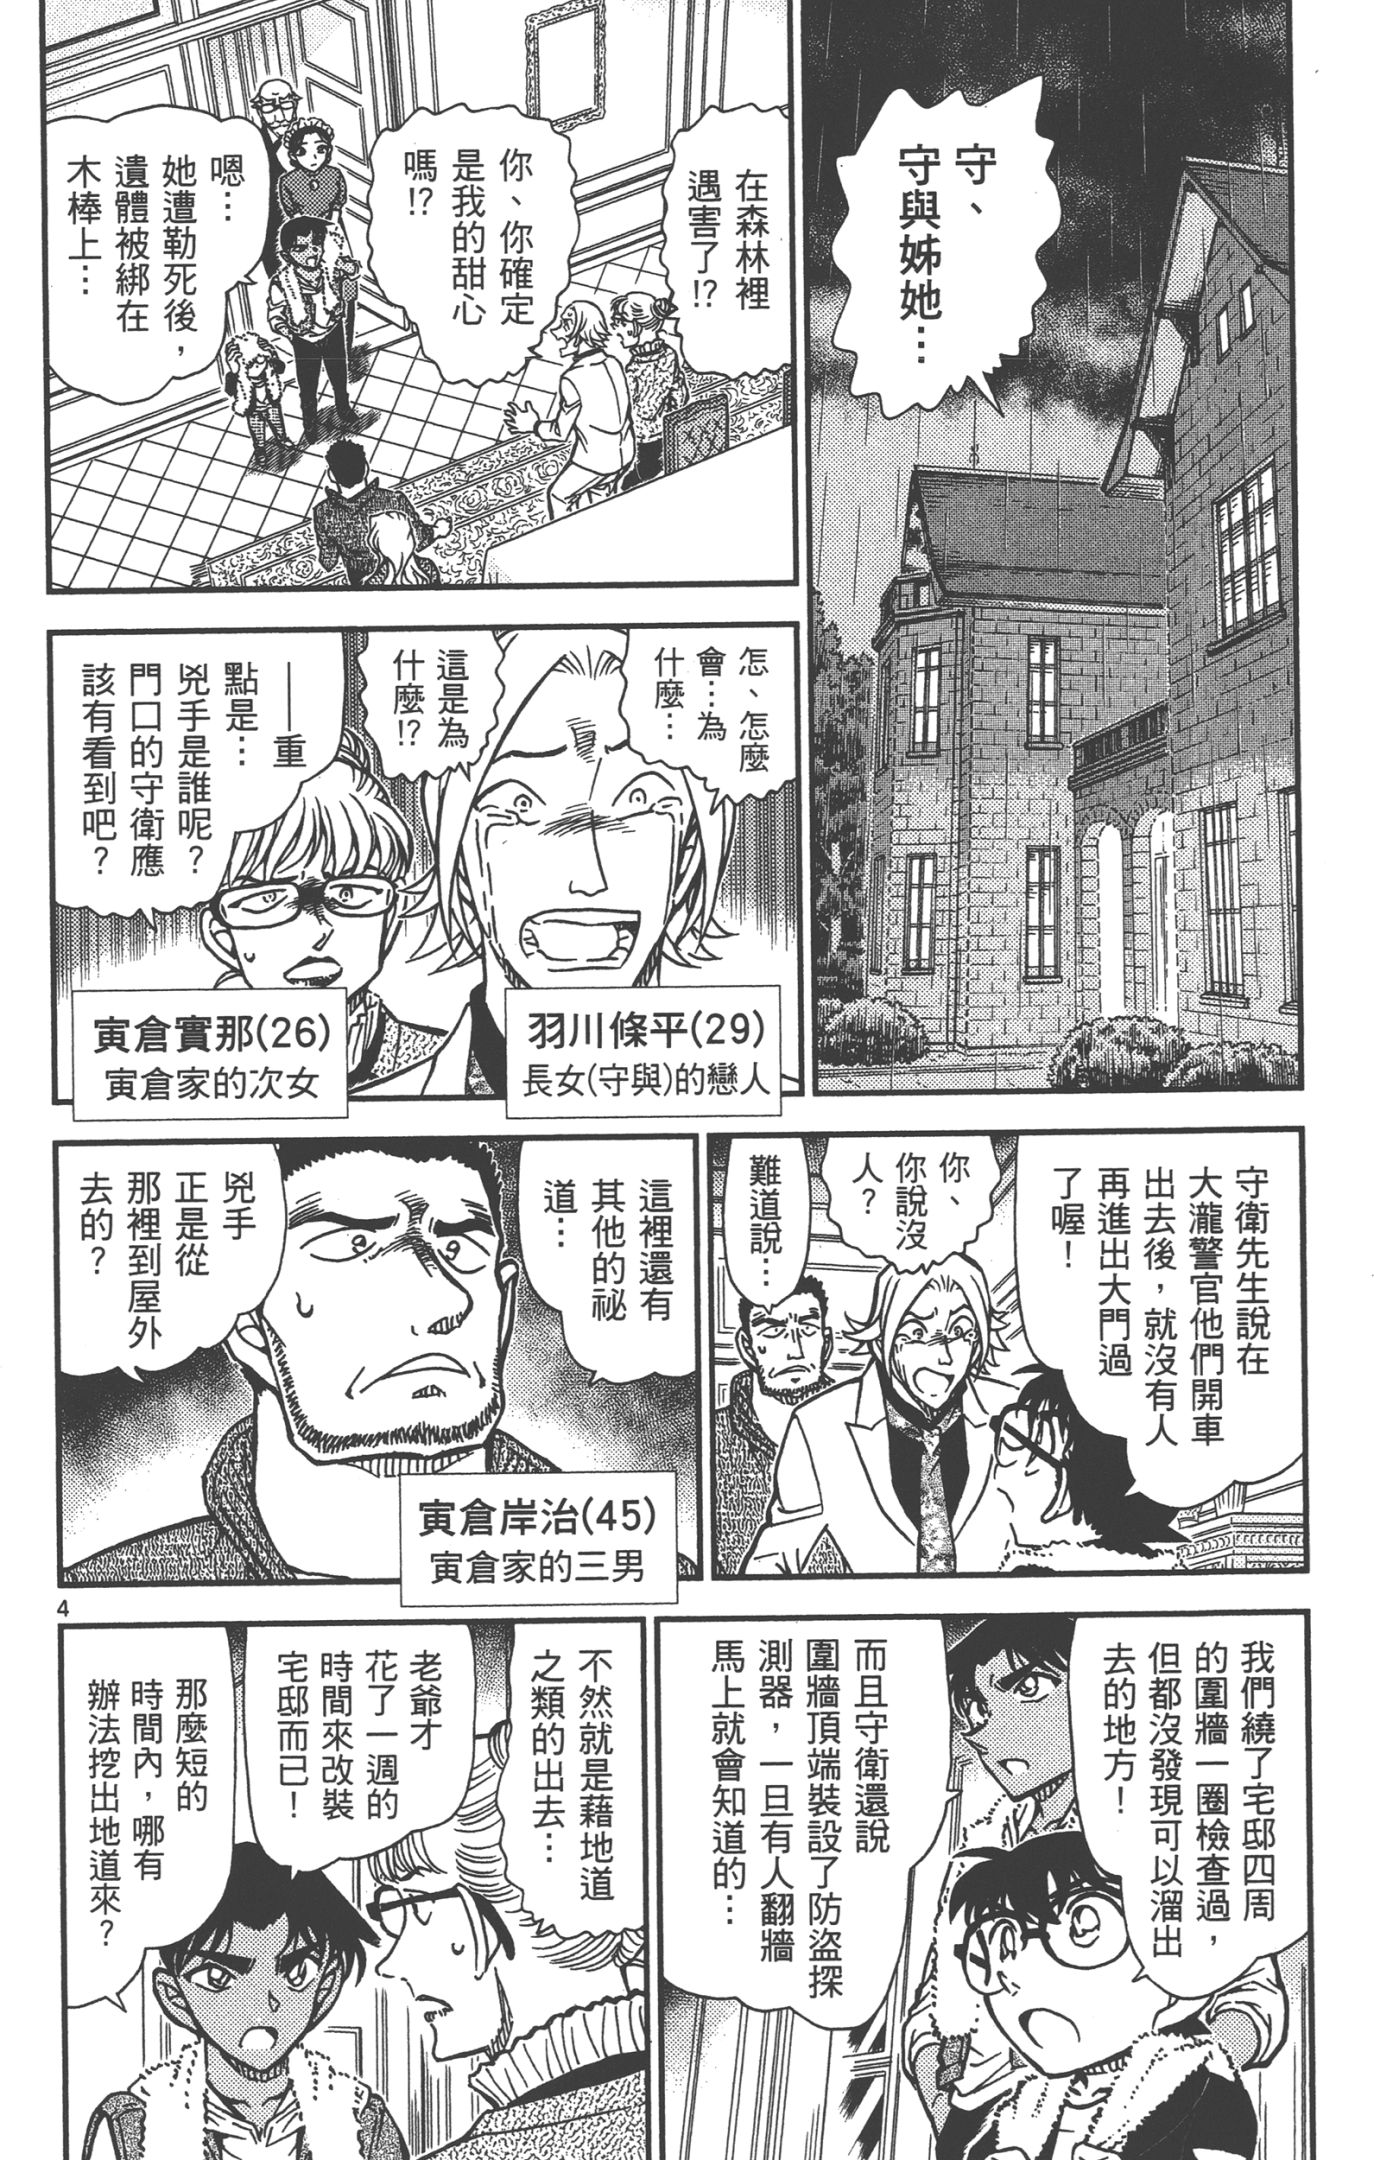 守、
守與姊她…
在森林裡
遇害了!?
你、你確定
是我的甜心
嗎!?
嗯…
她遭勒死後，
遺體被綁在
木棒上…
怎、怎麼
會…為
什麼…
這是為
什麼!?
——重
點是…
兇手是誰呢?
門口的守衛應
該有看到吧?
羽川條平(29)
長女(守與)的戀人
寅倉實那(26)
寅倉家的次女
守衛先生說在
大瀧警官他們開車
出去後，就沒有人
再進出大門過
了喔!
你、
你說沒
人?
難道說…
這裡還有
其他的祕
道…
兇手
正是從
那裡到屋外
去的?
寅倉岸治(45)
寅倉家的三男
4
我們繞了宅邸四周
的圍牆一圈檢查過，
但都沒發現可以溜出
去的地方!
而且守衛還說
圍牆頂端裝設了防盜探
測器，一旦有人翻牆
馬上就會知道的…
不然就是藉地道
之類的出去…
老爺才
花了一週的
時間來改裝
宅邸而已!
那麼短的
時間內，哪有
辦法挖出地道來?